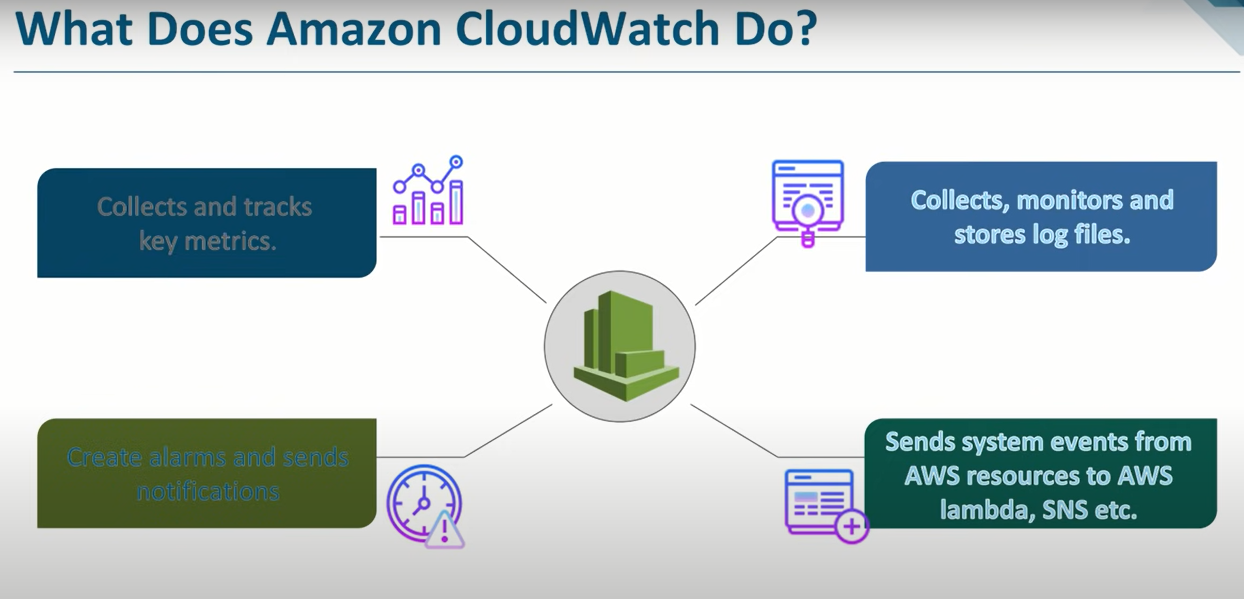 What Does Amazon CloudWatch Do?
Collects and tracks
key metrics.
Collects, monitors and
stores log files.
Create alarms and sends
notifications
Sends system events from
AWS resources to AWS
lambda, SNS etc.